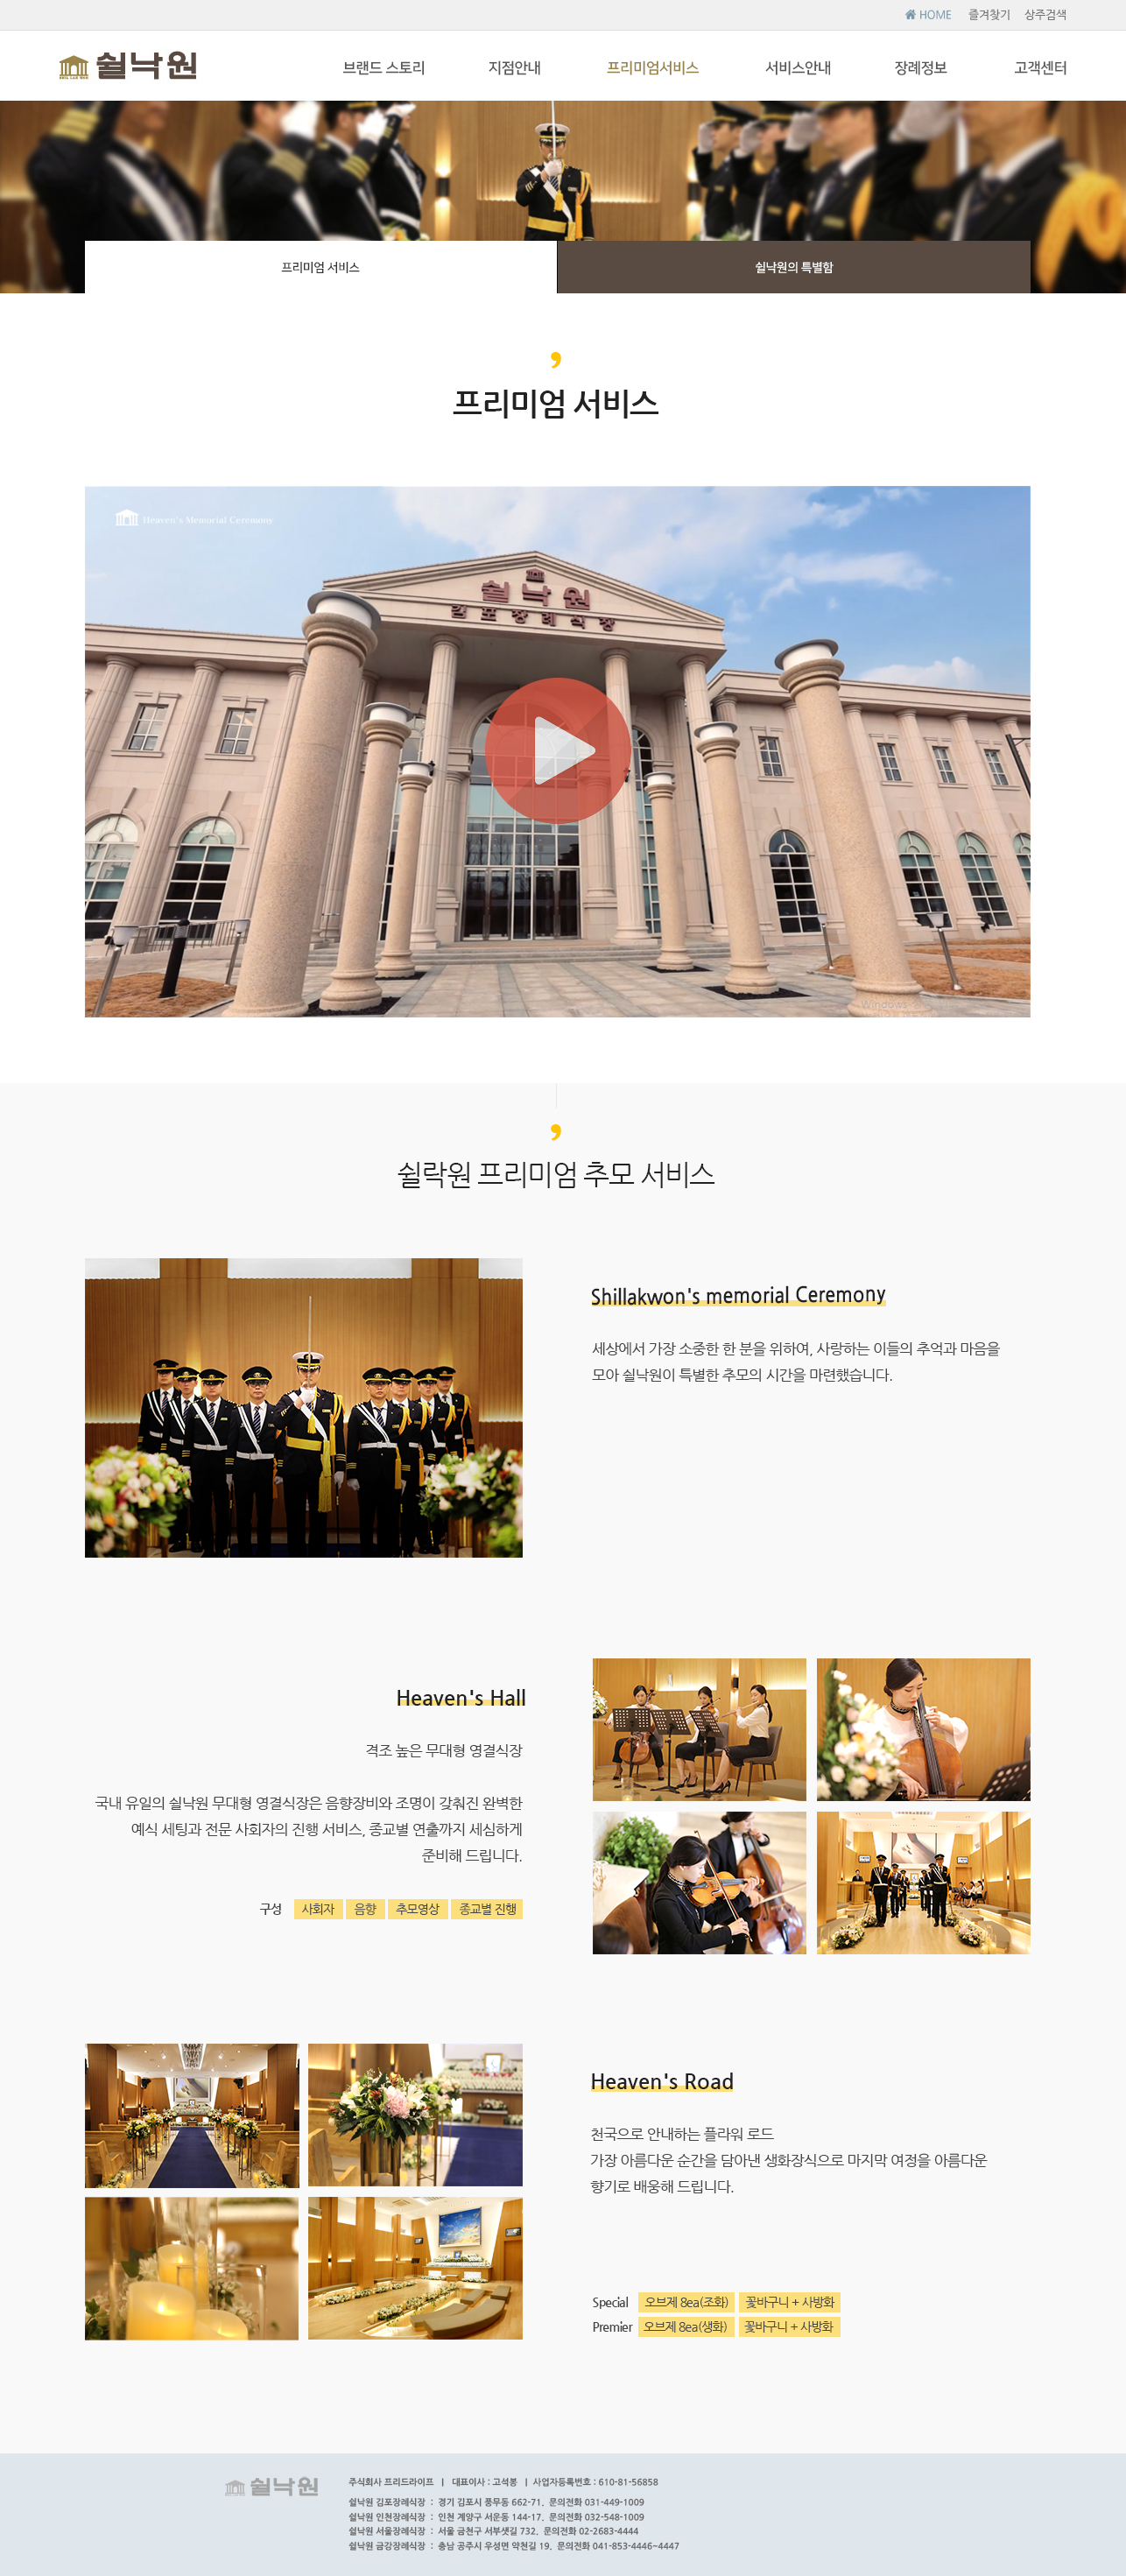 HOME 즐겨찾기 상주검색
쉴낙원 브랜드 스토리 지점안내 프리미엄서비스 서비스안내 장례정보 고객센터
프리미엄 서비스 쉴낙원의 특별함
프리미엄 서비스
Heaven's Memorial Ceremony
쉴낙원
김포장례식장
쉴락원 프리미엄 추모 서비스
Shillakwon's memorial Ceremony
세상에서 가장 소중한 한 분을 위하여, 사랑하는 이들의 추억과 마음을
모아 쉴낙원이 특별한 추모의 시간을 마련했습니다.
Heaven's Hall
격조 높은 무대형 영결식장
국내 유일의 쉴낙원 무대형 영결식장은 음향장비와 조명이 갖춰진 완벽한
예식 세팅과 전문 사회자의 진행 서비스, 종교별 연출까지 세심하게
준비해 드립니다.
구성 사회자 음향 추모영상 종교별 진행
Heaven's Road
천국으로 안내하는 플라워 로드
가장 아름다운 순간을 담아낸 생화장식으로 마지막 여정을 아름다운
향기로 배웅해 드립니다.
Special 오브제 8ea(조화) 꽃바구니 + 사방화
Premier 오브제 8ea(생화) 꽃바구니 + 사방화
쉴낙원
주식회사 프리드라이프 | 대표이사 : 고석봉 | 사업자등록번호 : 610-81-56858
쉴낙원 김포장례식장 : 경기 김포시 풍무동 662-71, 문의전화 031-449-1009
쉴낙원 인천장례식장 : 인천 계양구 서운동 144-17, 문의전화 032-548-1009
쉴낙원 서울장례식장 : 서울 금천구 서부샛길 732, 문의전화 02-2683-4444
쉴낙원 금강장례식장 : 충남 공주시 우성면 약천길 19, 문의전화 041-853-4446~4447